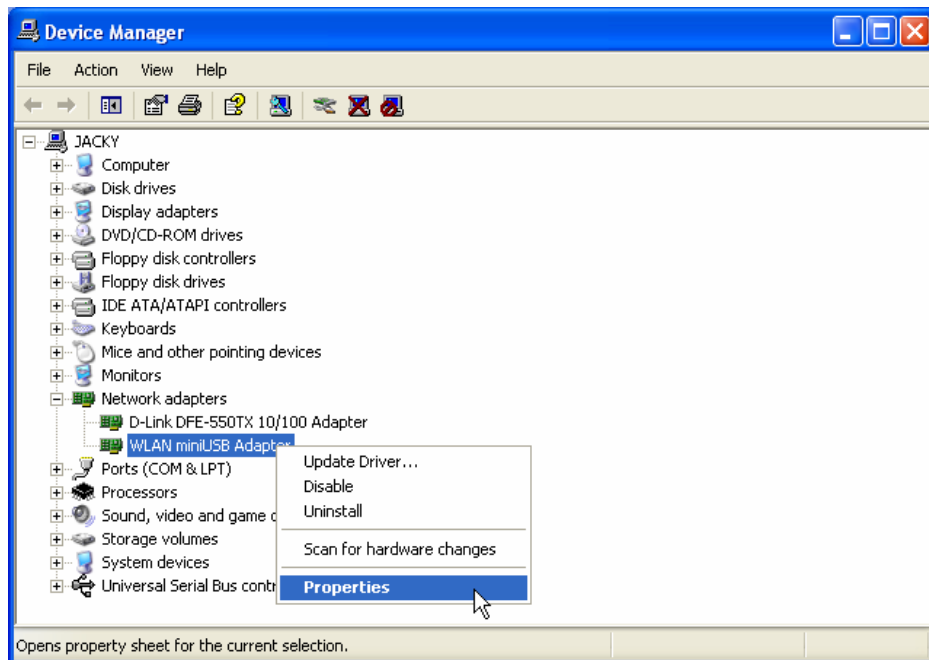 Device Manager
File Action View Help
JACKY
Computer
Disk drives
Display adapters
DVD/CD-ROM drives
Floppy disk controllers
Floppy disk drives
IDE ATA/ATAPI controllers
Keyboards
Mice and other pointing devices
Monitors
Network adapters
D-Link DFE-550TX 10/100 Adapter
WLAN miniUSB Adapter
Ports (COM & LPT)
Processors
Sound, video and game c
Storage volumes
System devices
Universal Serial Bus contr
Update Driver...
Disable
Uninstall
Scan for hardware changes
Properties
Opens property sheet for the current selection.